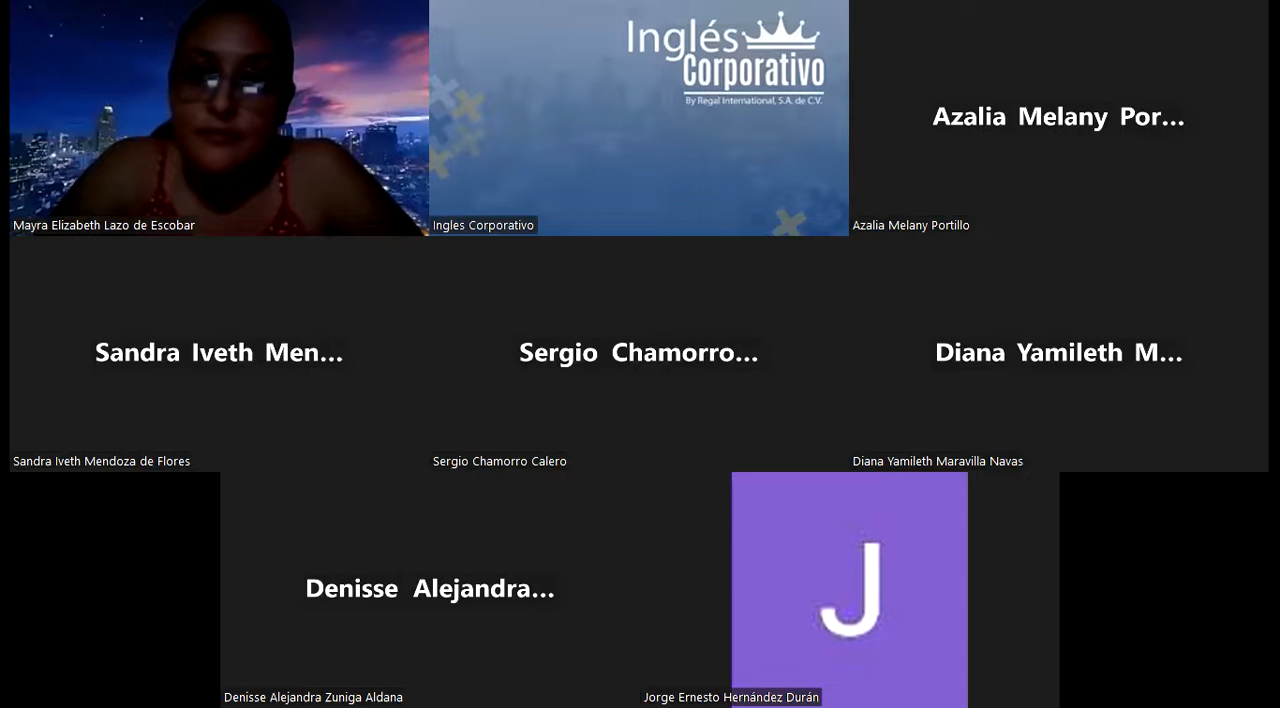 Inglés
Corporativo
By Regal International, S.A. de C.V.
Azalia Melany Por...
Mayra Elizabeth Lazo de Escobar
Ingles Corporativo
Azalia Melany Portillo
Sandra Iveth Men...
Sergio Chamorro...
Diana Yamileth M...
Sandra Iveth Mendoza de Flores
Sergio Chamorro Calero
Diana Yamileth Maravilla Navas
Denisse Alejandra...
J
Denisse Alejandra Zuniga Aldana
Jorge Ernesto Hernández Durán